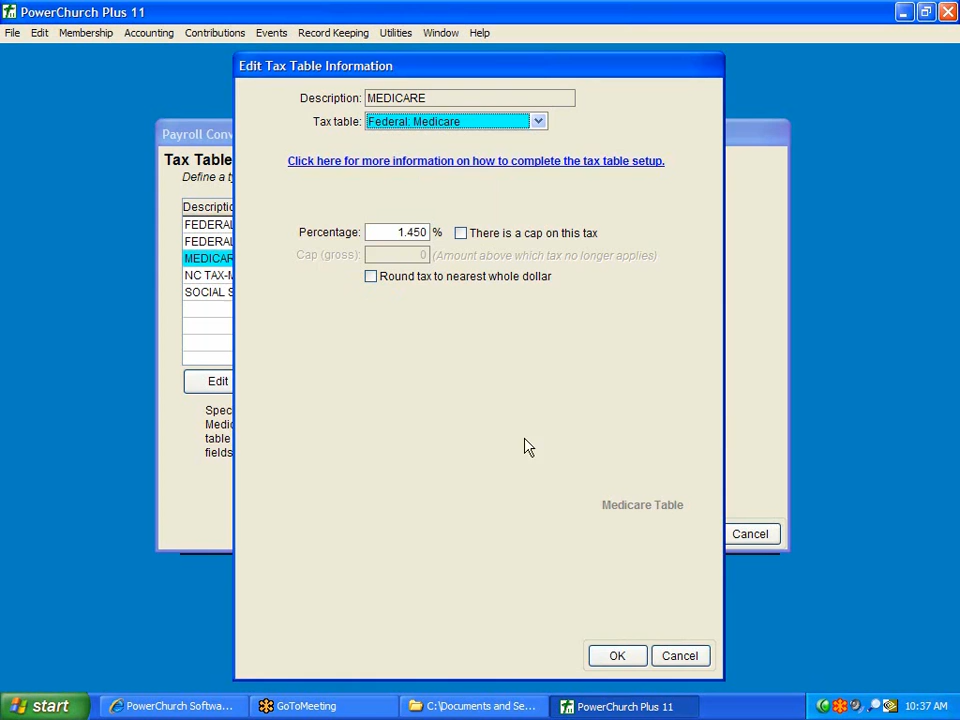 PowerChurch Plus 11
File Edit Membership Accounting Contributions Events Record Keeping Utilities Window Help
Edit Tax Table Information
Description: MEDICARE
Tax table: Federal: Medicare
Click here for more information on how to complete the tax table setup.
Percentage: 1.450 % There is a cap on this tax
Cap (gross): 0 (Amount above which tax no longer applies)
Round tax to nearest whole dollar
Medicare Table
OK Cancel
Payroll Conv
Tax Table
Define a ty
Descriptio
FEDERAL
FEDERAL
MEDICAR
NC TAX-M
SOCIAL S
Edit
Spec
Medic
table
fields
Cancel
start PowerChurch Softwa... GoToMeeting C:\Documents and Se... PowerChurch Plus 11 10:37 AM